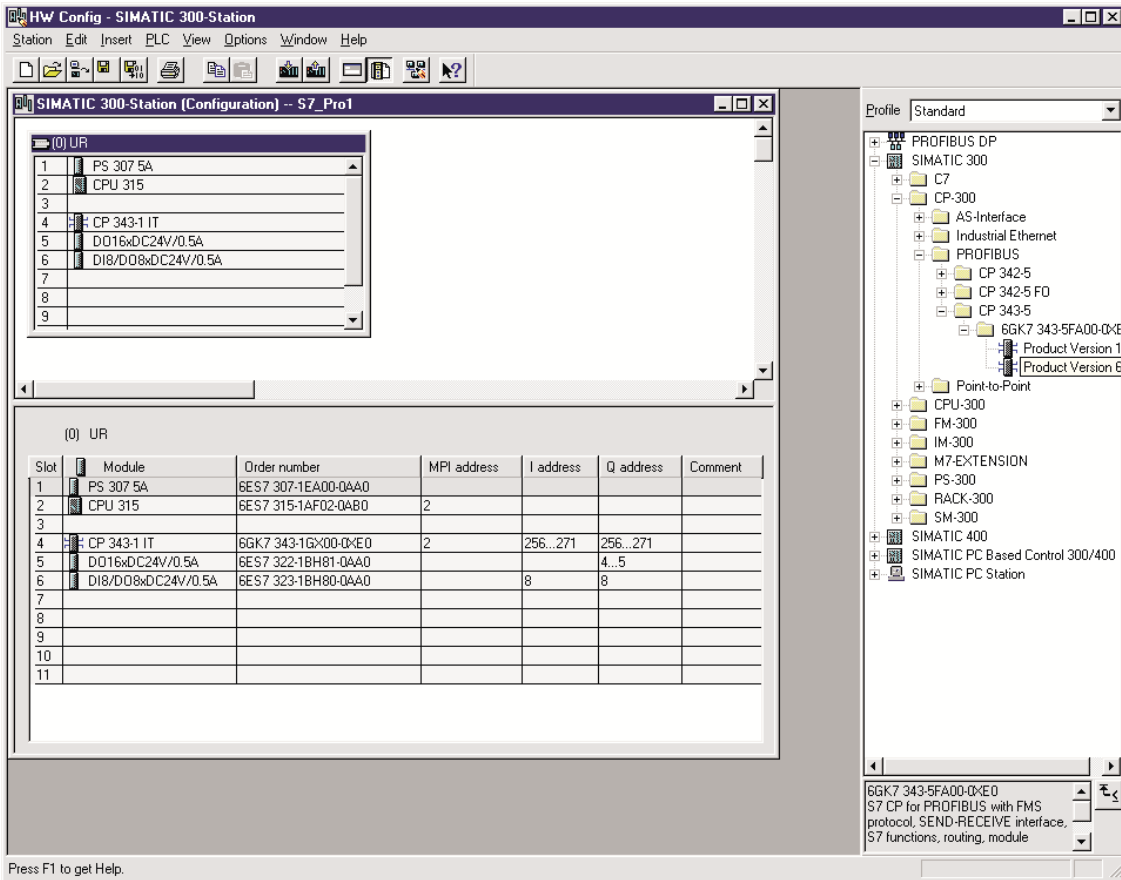 HW Config - SIMATIC 300-Station
Station Edit Insert PLC View Options Window Help
SIMATIC 300-Station (Configuration) -- S7_Pro1
(0) UR
1 PS 307 5A
2 CPU 315
3
4 CP 343-1 IT
5 DO16xDC24V/0.5A
6 DI8/DO8xDC24V/0.5A
7
8
9
(0) UR
Slot Module Order number MPI address I address Q address Comment
1 PS 307 5A 6ES7 307-1EA00-0AA0
2 CPU 315 6ES7 315-1AF02-0AB0 2
3
4 CP 343-1 IT 6GK7 343-1GX00-0XE0 2 256...271 256...271
5 DO16xDC24V/0.5A 6ES7 322-1BH81-0AA0 4...5
6 DI8/DO8xDC24V/0.5A 6ES7 323-1BH80-0AA0 8 8
7
8
9
10
11
Profile Standard
PROFIBUS DP
SIMATIC 300
C7
CP-300
AS-Interface
Industrial Ethernet
PROFIBUS
CP 342-5
CP 342-5 FO
CP 343-5
6GK7 343-5FA00-0XE
Product Version 1
Product Version 6
Point-to-Point
CPU-300
FM-300
IM-300
M7-EXTENSION
PS-300
RACK-300
SM-300
SIMATIC 400
SIMATIC PC Based Control 300/400
SIMATIC PC Station
6GK7 343-5FA00-0XE0
S7 CP for PROFIBUS with FMS
protocol, SEND-RECEIVE interface,
S7 functions, routing, module
Press F1 to get Help.